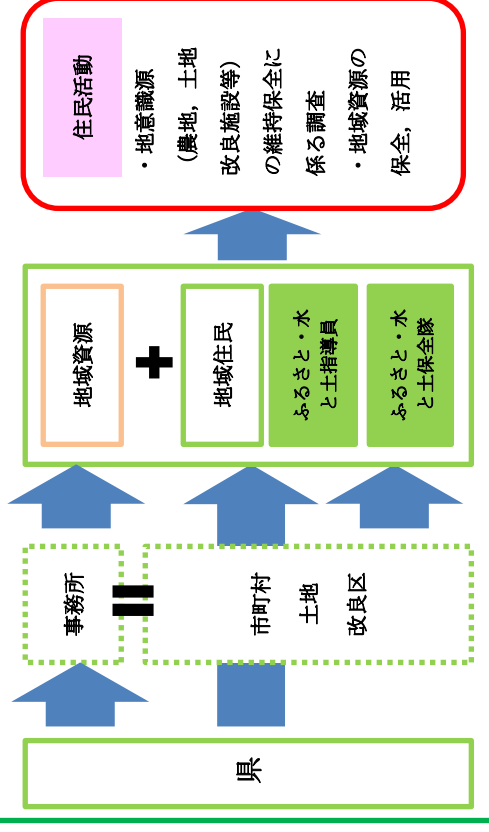 県
事務所
市町村
土地
改良区
地域資源
地域住民
ふるさと・水
と土指導員
ふるさと・水
と土保全隊
住民活動
・地意識源
(農地，土地
改良施設等)
の維持保全に
係る調査
・地域資源の
保全，活用